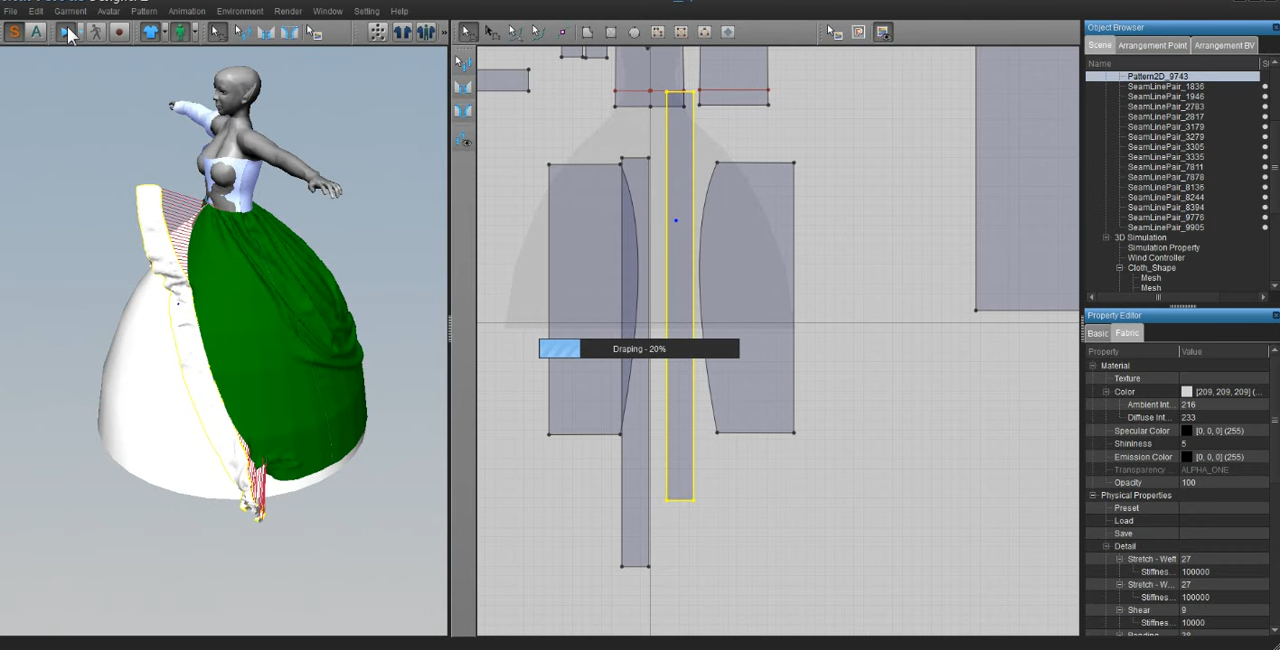 File Edit Garment Avatar Pattern Animation Environment Render Window Setting Help
S A
Draping - 20%
Object Browser
Scene Arrangement Point Arrangement BV
Name
Pattern2D_9743
SeamLinePair_1836
SeamLinePair_1946
SeamLinePair_2783
SeamLinePair_2817
SeamLinePair_3179
SeamLinePair_3279
SeamLinePair_3305
SeamLinePair_3335
SeamLinePair_7811
SeamLinePair_7878
SeamLinePair_8136
SeamLinePair_8244
SeamLinePair_8394
SeamLinePair_9776
SeamLinePair_9905
3D Simulation
Simulation Property
Wind Controller
Cloth_Shape
Mesh
Mesh
Property Editor
Basic Fabric
Property Value
Material
Texture
Color [209, 209, 209] (...
Ambient Int... 216
Diffuse Int... 233
Specular Color [0, 0, 0] (255)
Shininess 5
Emission Color [0, 0, 0] (255)
Transparency ALPHA_ONE
Opacity 100
Physical Properties
Preset
Load
Save
Detail
Stretch - Weft 27
Stiffnes... 100000
Stretch - W... 27
Stiffnes... 100000
Shear 9
Stiffnes... 10000